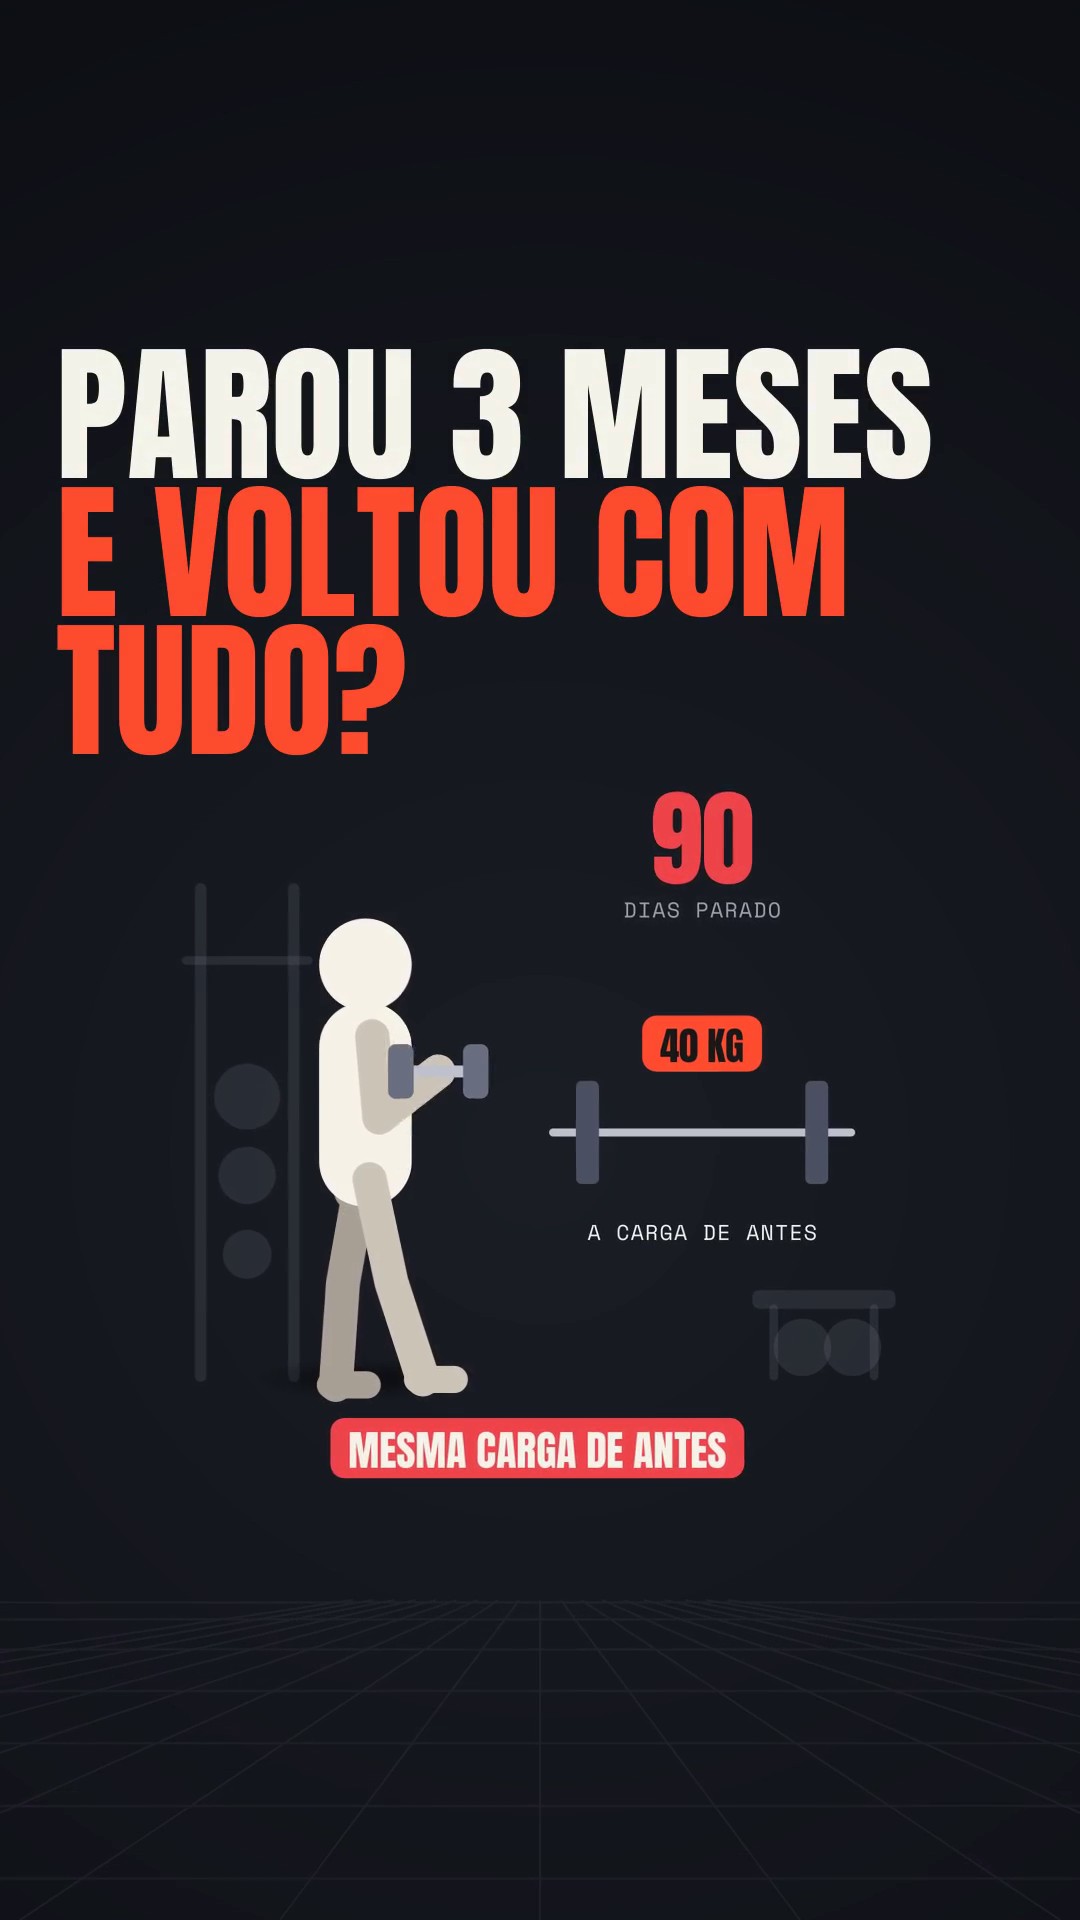 PAROU 3 MESES
E VOLTOU COM
TUDO?
90
DIAS PARADO
40 KG
A CARGA DE ANTES
MESMA CARGA DE ANTES